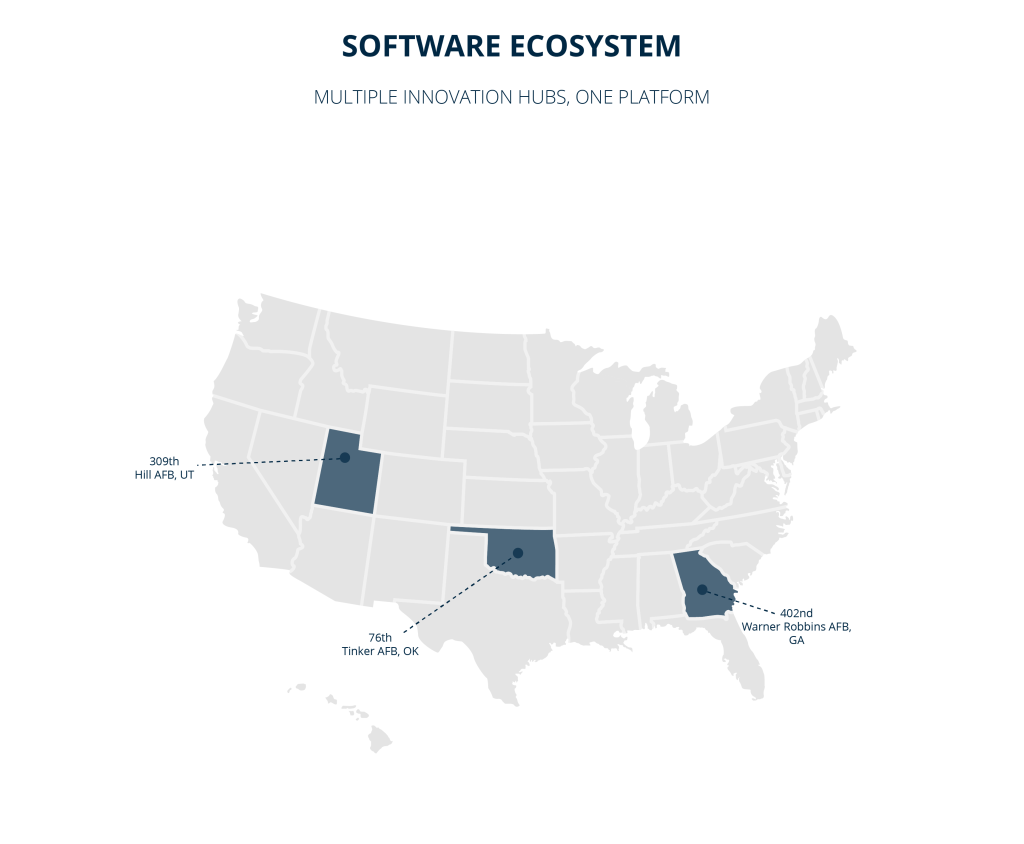 SOFTWARE ECOSYSTEM
MULTIPLE INNOVATION HUBS, ONE PLATFORM
309th
Hill AFB, UT
76th
Tinker AFB, OK
402nd
Warner Robbins AFB,
GA